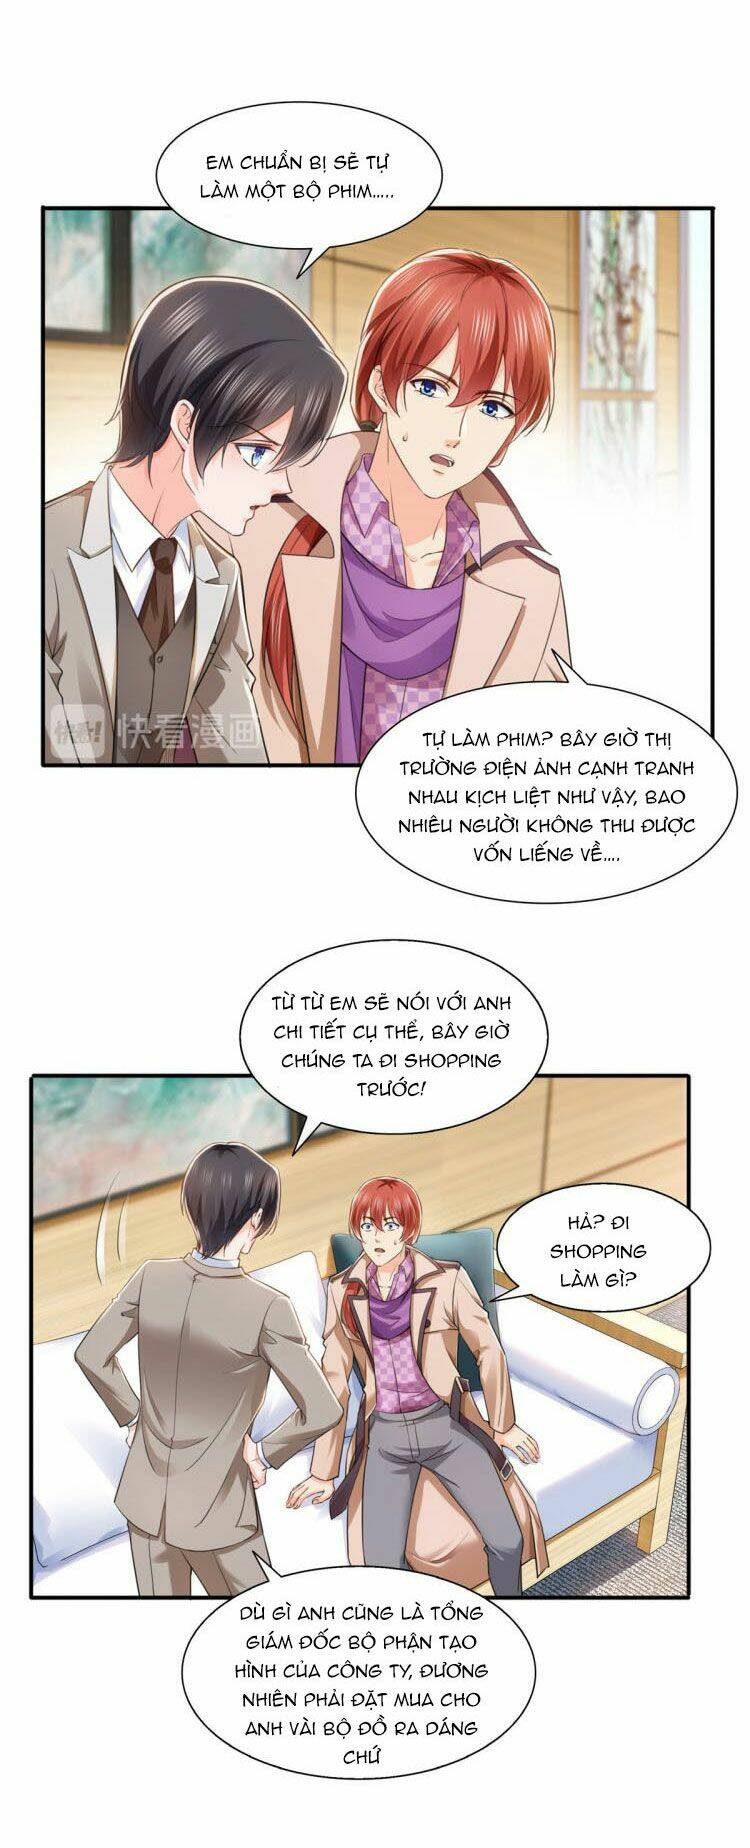 EM CHUẨN BỊ SẼ TỰ
LÀM MỘT BỘ PHIM.....
快看! 快看漫画
TỰ LÀM PHIM? BÂY GIỜ THỊ
TRƯỜNG ĐIỆN ẢNH CẠNH TRANH
NHAU KỊCH LIỆT NHƯ VẬY, BAO
NHIÊU NGƯỜI KHÔNG THU ĐƯỢC
VỐN LIẾNG VỀ....
TỪ TỪ EM SẼ NÓI VỚI ANH
CHI TIẾT CỤ THỂ, BÂY GIỜ
CHÚNG TA ĐI SHOPPING
TRƯỚC!
HẢ? ĐI
SHOPPING
LÀM GÌ?
DÙ GÌ ANH CŨNG LÀ TỔNG
GIÁM ĐỐC BỘ PHẬN TẠO
HÌNH CỦA CÔNG TY, ĐƯƠNG
NHIÊN PHẢI ĐẶT MUA CHO
ANH VÀI BỘ ĐỒ RA DÁNG
CHỨ